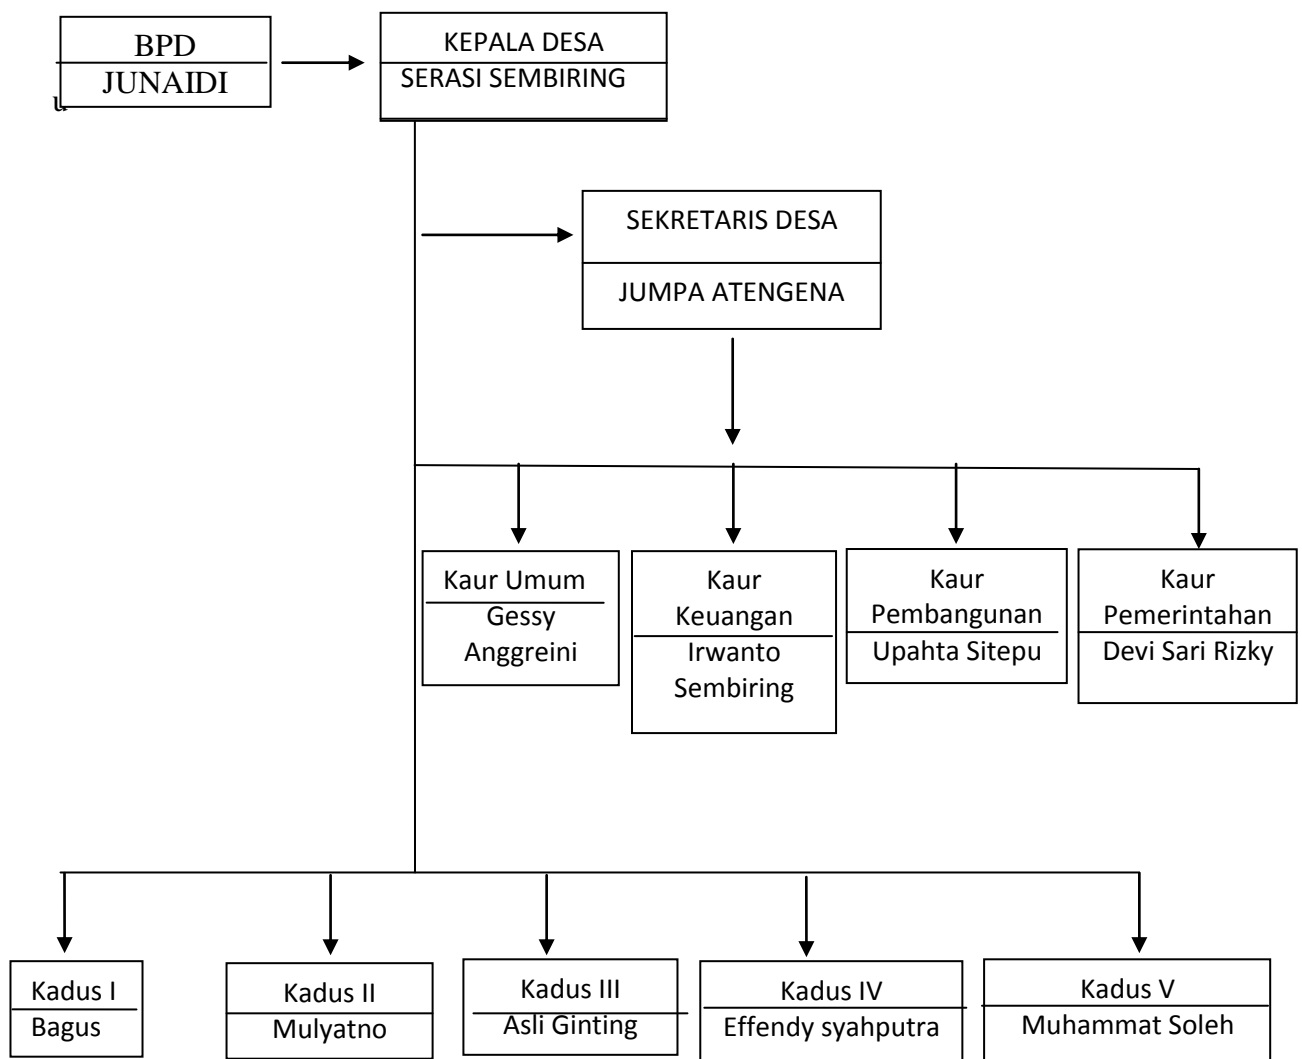 BPD
JUNAIDI
u
KEPALA DESA
SERASI SEMBIRING
SEKRETARIS DESA
JUMPA ATENGENA
Kaur Umum
Gessy
Anggreini
Kaur
Keuangan
Irwanto
Sembiring
Kaur
Pembangunan
Upahta Sitepu
Kaur
Pemerintahan
Devi Sari Rizky
Kadus I
Bagus
Kadus II
Mulyatno
Kadus III
Asli Ginting
Kadus IV
Effendy syahputra
Kadus V
Muhammat Soleh